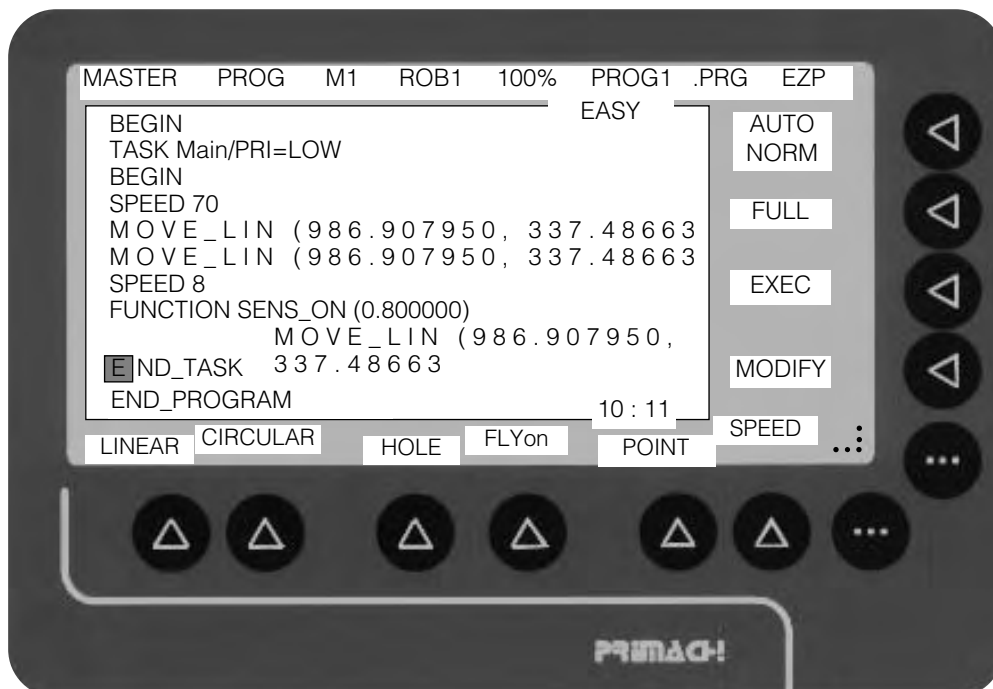 MASTER PROG M1 ROB1 100% PROG1 .PRG EZP
EASY
BEGIN
TASK Main/PRI=LOW
BEGIN
SPEED 70
MOVE_LIN (986.907950, 337.48663
MOVE_LIN (986.907950, 337.48663
SPEED 8
FUNCTION SENS_ON (0.800000)
MOVE_LIN (986.907950,
END_TASK 337.48663
END_PROGRAM
10 : 11
AUTO
NORM
FULL
EXEC
MODIFY
LINEAR CIRCULAR HOLE FLYon POINT SPEED
PRIMACH